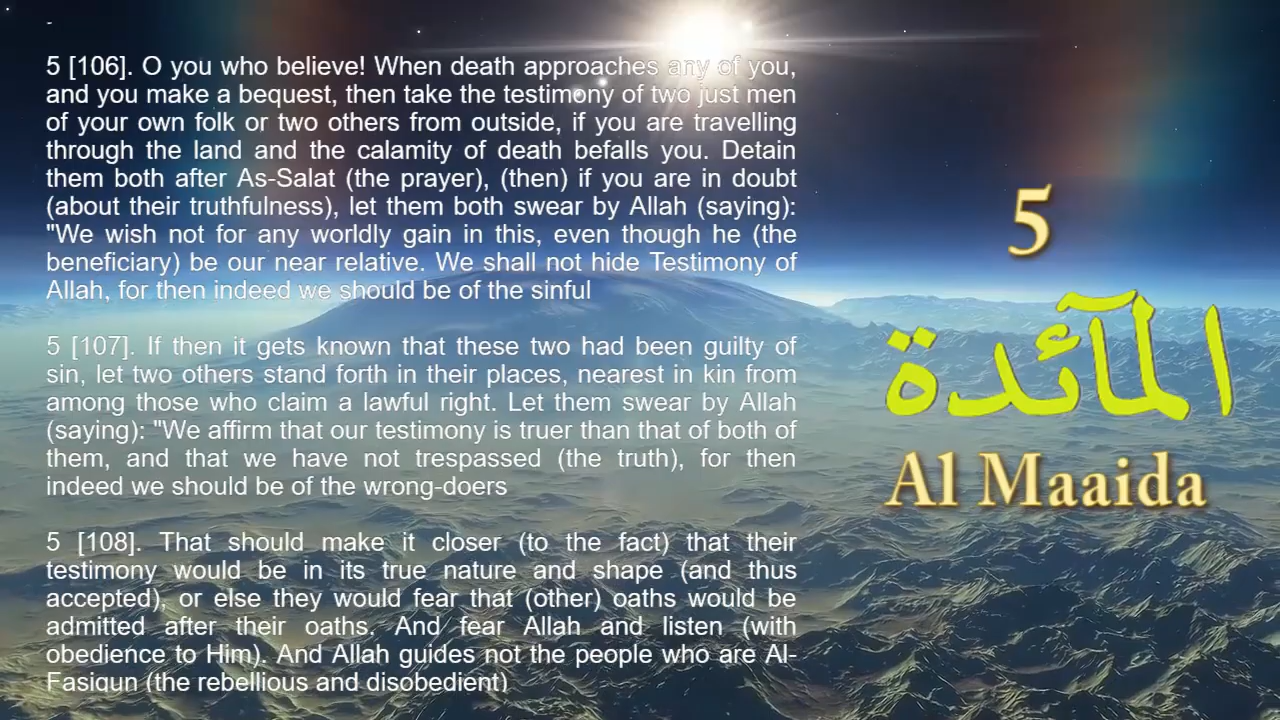 -
5 [106]. O you who believe! When death approaches any of you,
and you make a bequest, then take the testimony of two just men
of your own folk or two others from outside, if you are travelling
through the land and the calamity of death befalls you. Detain
them both after As-Salat (the prayer), (then) if you are in doubt
(about their truthfulness), let them both swear by Allah (saying):
"We wish not for any worldly gain in this, even though he (the
beneficiary) be our near relative. We shall not hide Testimony of
Allah, for then indeed we should be of the sinful
5 [107]. If then it gets known that these two had been guilty of
sin, let two others stand forth in their places, nearest in kin from
among those who claim a lawful right. Let them swear by Allah
(saying): "We affirm that our testimony is truer than that of both of
them, and that we have not trespassed (the truth), for then
indeed we should be of the wrong-doers
5 [108]. That should make it closer (to the fact) that their
testimony would be in its true nature and shape (and thus
accepted), or else they would fear that (other) oaths would be
admitted after their oaths. And fear Allah and listen (with
obedience to Him). And Allah guides not the people who are Al-
Fasiqun (the rebellious and disobedient)
5
المآئدة
Al Maaida